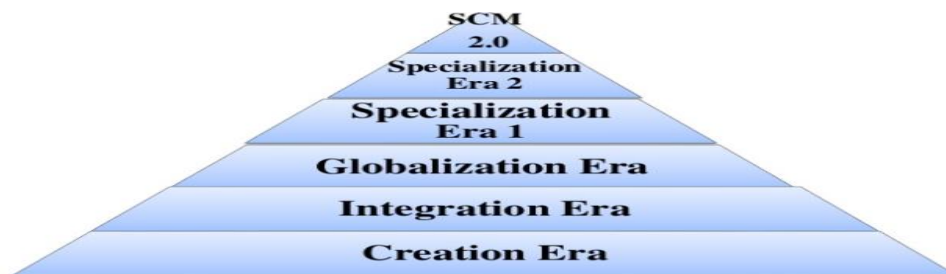 SCM
2.0
Specialization
Era 2
Specialization
Era 1
Globalization Era
Integration Era
Creation Era